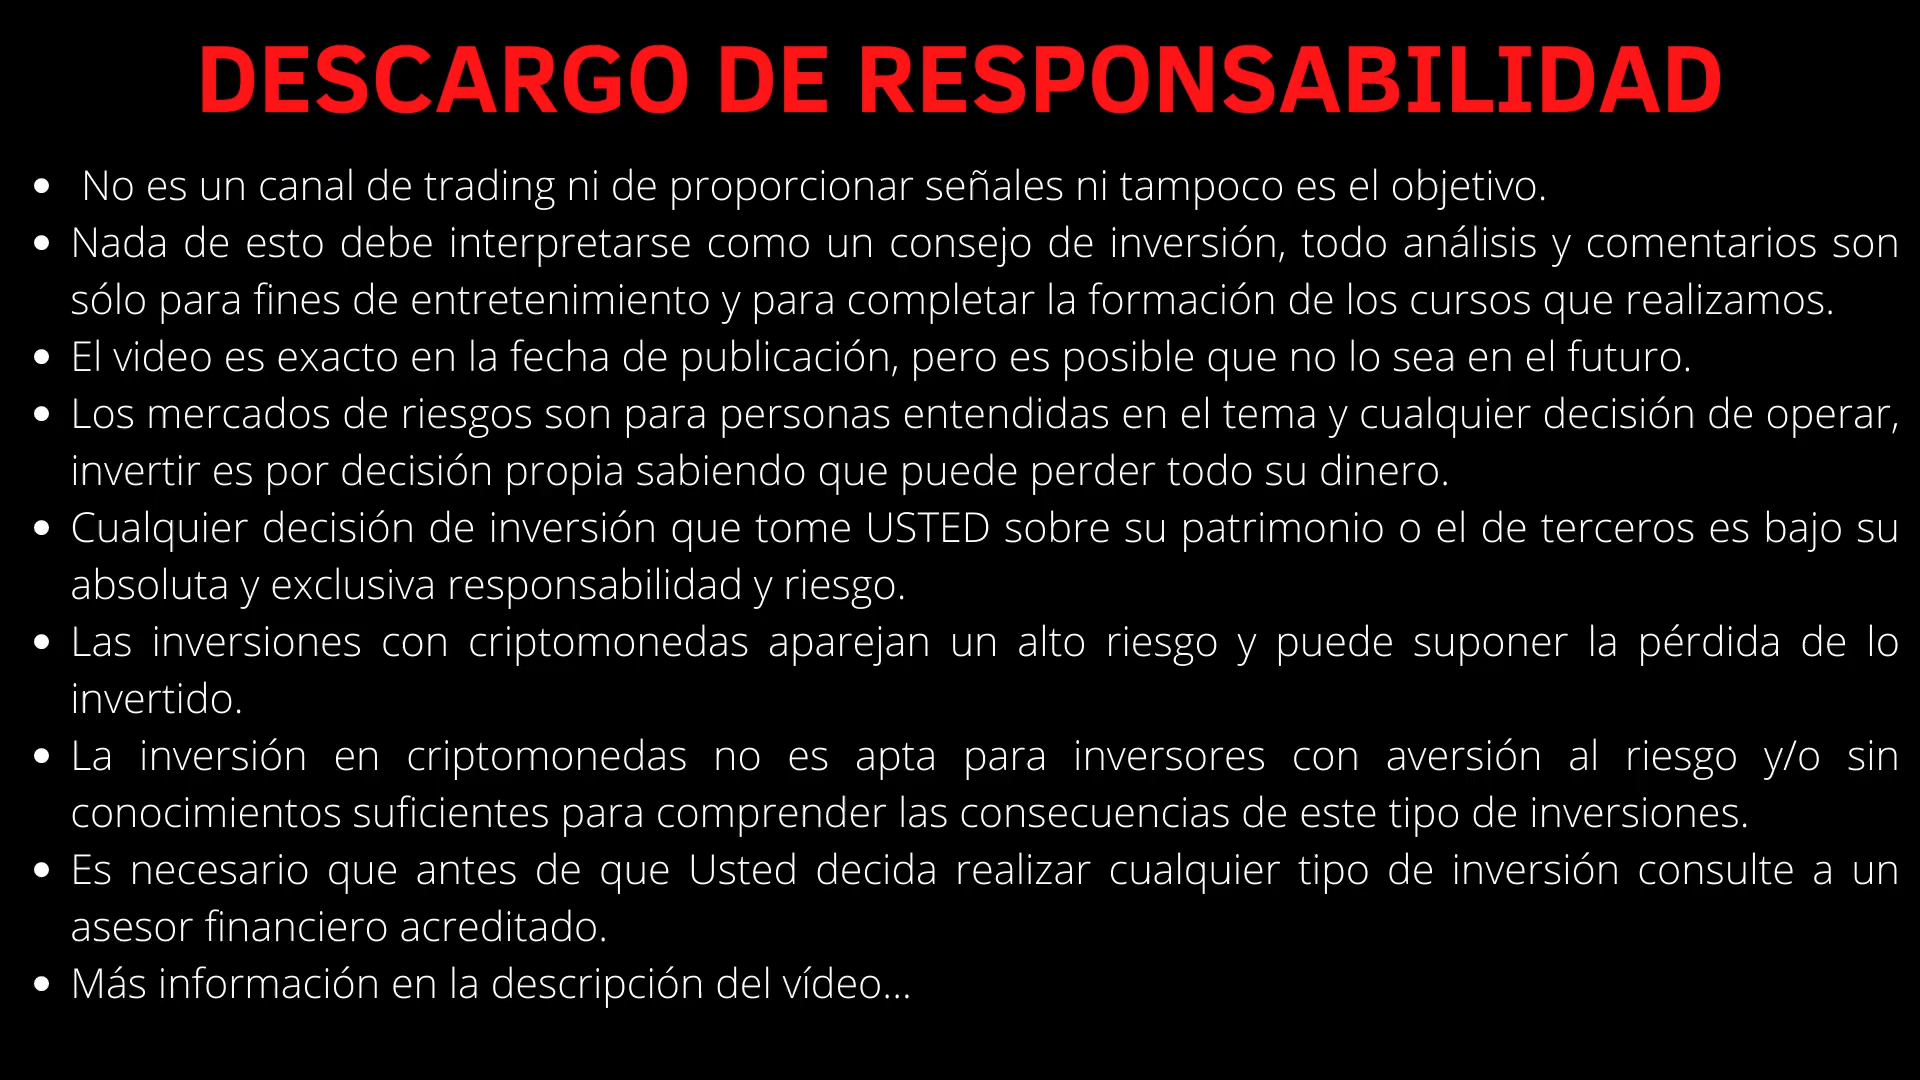 DESCARGO DE RESPONSABILIDAD
• No es un canal de trading ni de proporcionar señales ni tampoco es el objetivo.
• Nada de esto debe interpretarse como un consejo de inversión, todo análisis y comentarios son
sólo para fines de entretenimiento y para completar la formación de los cursos que realizamos.
• El video es exacto en la fecha de publicación, pero es posible que no lo sea en el futuro.
• Los mercados de riesgos son para personas entendidas en el tema y cualquier decisión de operar,
invertir es por decisión propia sabiendo que puede perder todo su dinero.
• Cualquier decisión de inversión que tome USTED sobre su patrimonio o el de terceros es bajo su
absoluta y exclusiva responsabilidad y riesgo.
• Las inversiones con criptomonedas aparejan un alto riesgo y puede suponer la pérdida de lo
invertido.
• La inversión en criptomonedas no es apta para inversores con aversión al riesgo y/o sin
conocimientos suficientes para comprender las consecuencias de este tipo de inversiones.
• Es necesario que antes de que Usted decida realizar cualquier tipo de inversión consulte a un
asesor financiero acreditado.
• Más información en la descripción del vídeo...